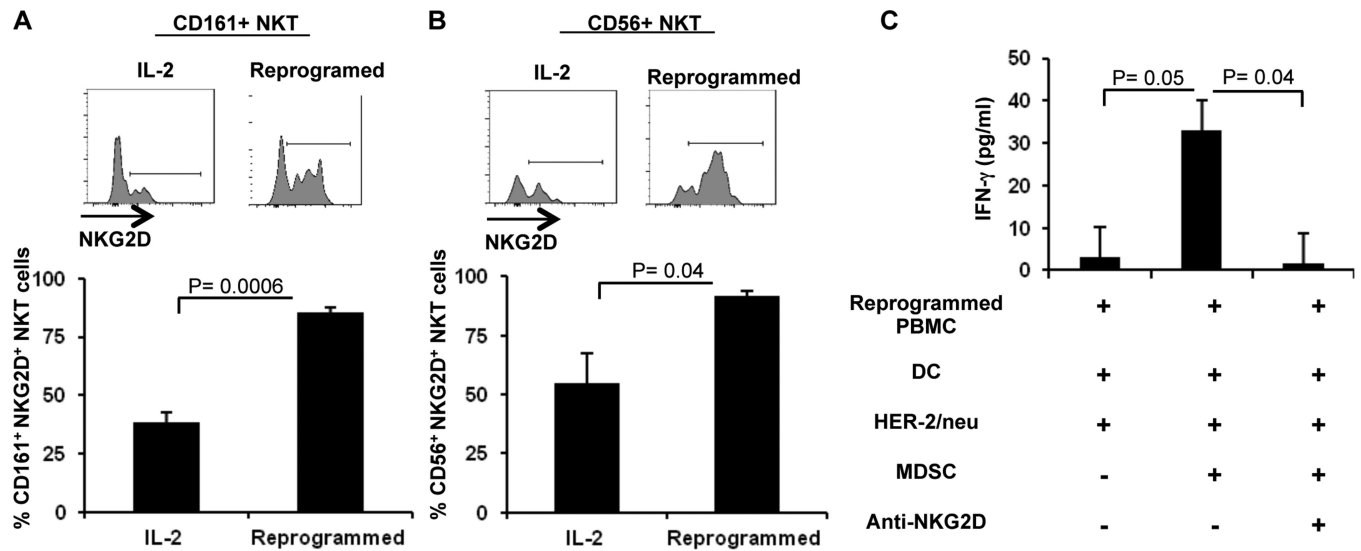 A
CD161+ NKT
IL-2
Reprogramed
NKG2D
% CD161+ NKG2D+ NKT cells
100
75
50
25
0
P= 0.0006
IL-2
Reprogrammed
B
CD56+ NKT
IL-2
Reprogrammed
NKG2D
% CD56+ NKG2D+ NKT cells
100
75
50
25
0
P= 0.04
IL-2
Reprogrammed
C
IFN-γ (pg/ml)
50
40
30
20
10
0
P= 0.05
P= 0.04
Reprogrammed
PBMC
+ + +
DC + + +
HER-2/neu + + +
MDSC - + +
Anti-NKG2D - - +